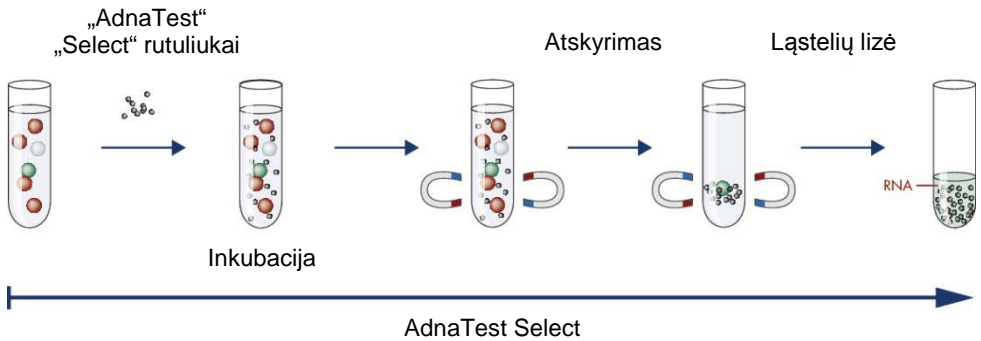 „AdnaTest“
„Select“ rutuliukai
Atskyrimas
Ląstelių lizė
RNA
Inkubacija
AdnaTest Select